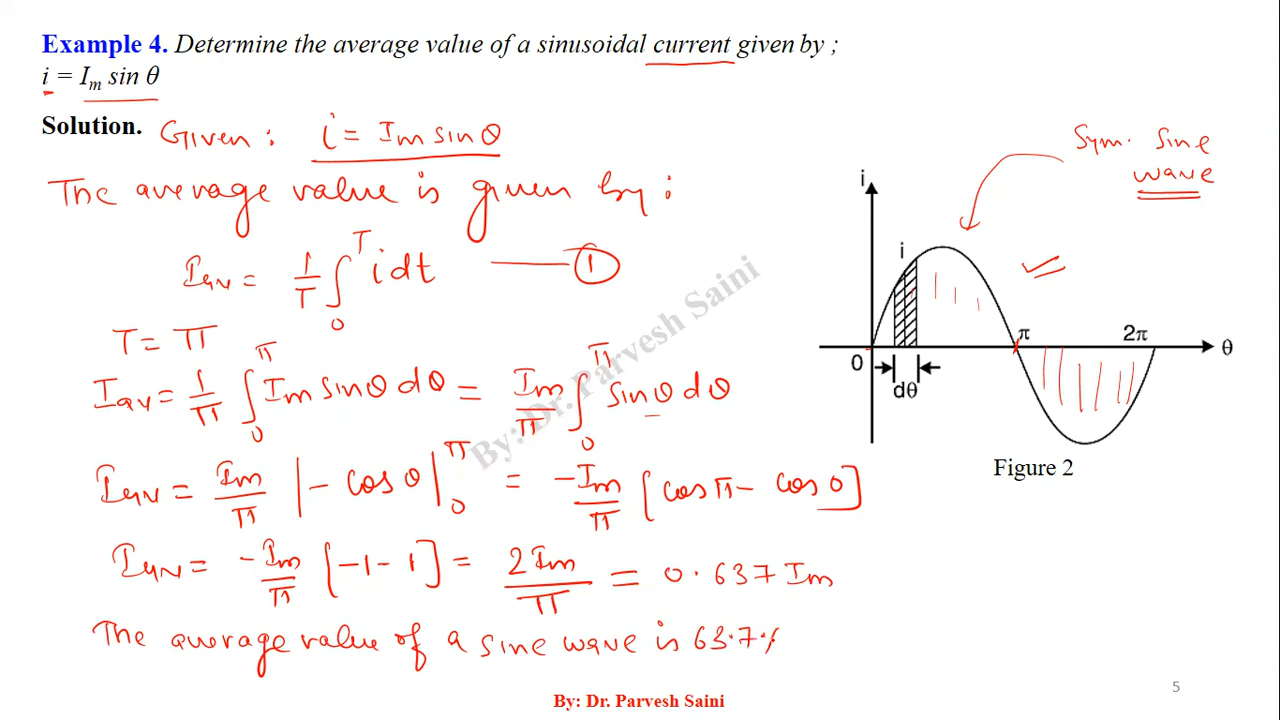 Example 4. Determine the average value of a sinusoidal current given by ;
i = Im sin θ
Solution. Given : i = Im sin θ
The average value is given by :
Iav = 1/T ∫₀ᵀ i dt —— ①
T = π
Iav = 1/π ∫₀^π Im sin θ dθ = Im/π ∫₀^π sin θ dθ
Iav = Im/π |- cos θ|₀^π = -Im/π [cos π - cos 0]
Iav = -Im/π [-1-1] = 2Im/π = 0.637 Im
The average value of a sine wave is 63.7%
Sym. Sine
wave
i
i
π
2π
θ
0
dθ
Figure 2
By: Dr. Parvesh Saini
5
By: Dr. Parvesh Saini